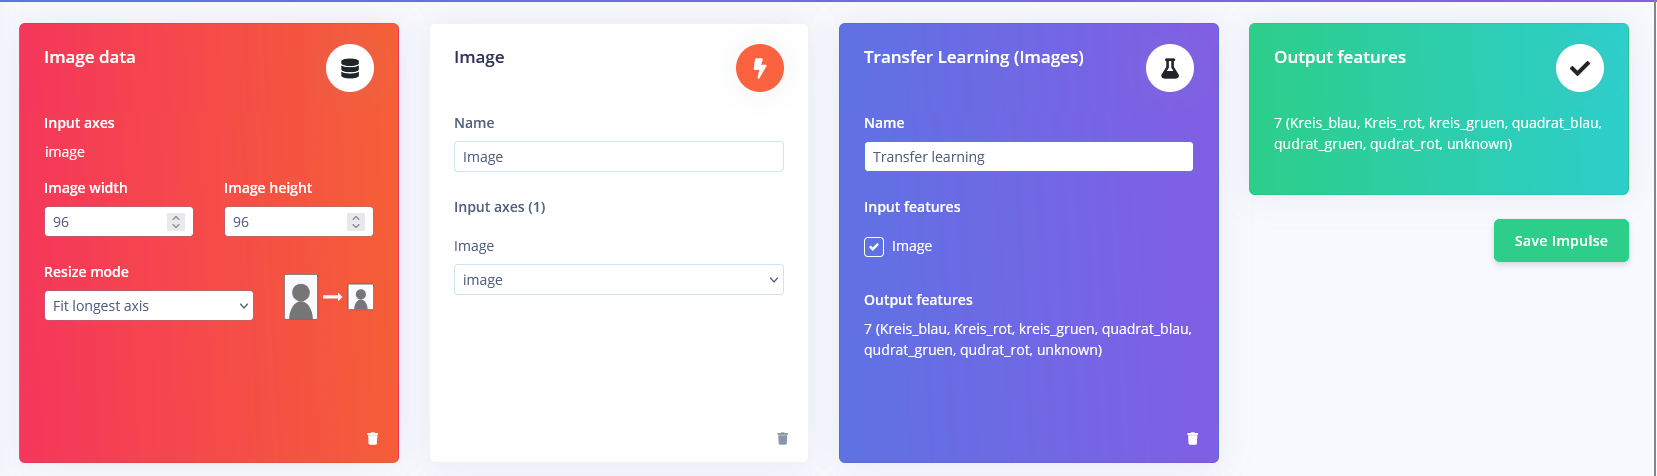 Image data
Input axes
image
Image width
Image height
96
96
Resize mode
Fit longest axis
Image
Name
Image
Input axes (1)
Image
image
Transfer Learning (Images)
Name
Transfer learning
Input features
Image
Output features
7 (Kreis_blau, Kreis_rot, kreis_gruen, quadrat_blau,
qudrat_gruen, qudrat_rot, unknown)
Output features
7 (Kreis_blau, Kreis_rot, kreis_gruen, quadrat_blau,
qudrat_gruen, qudrat_rot, unknown)
Save Impulse